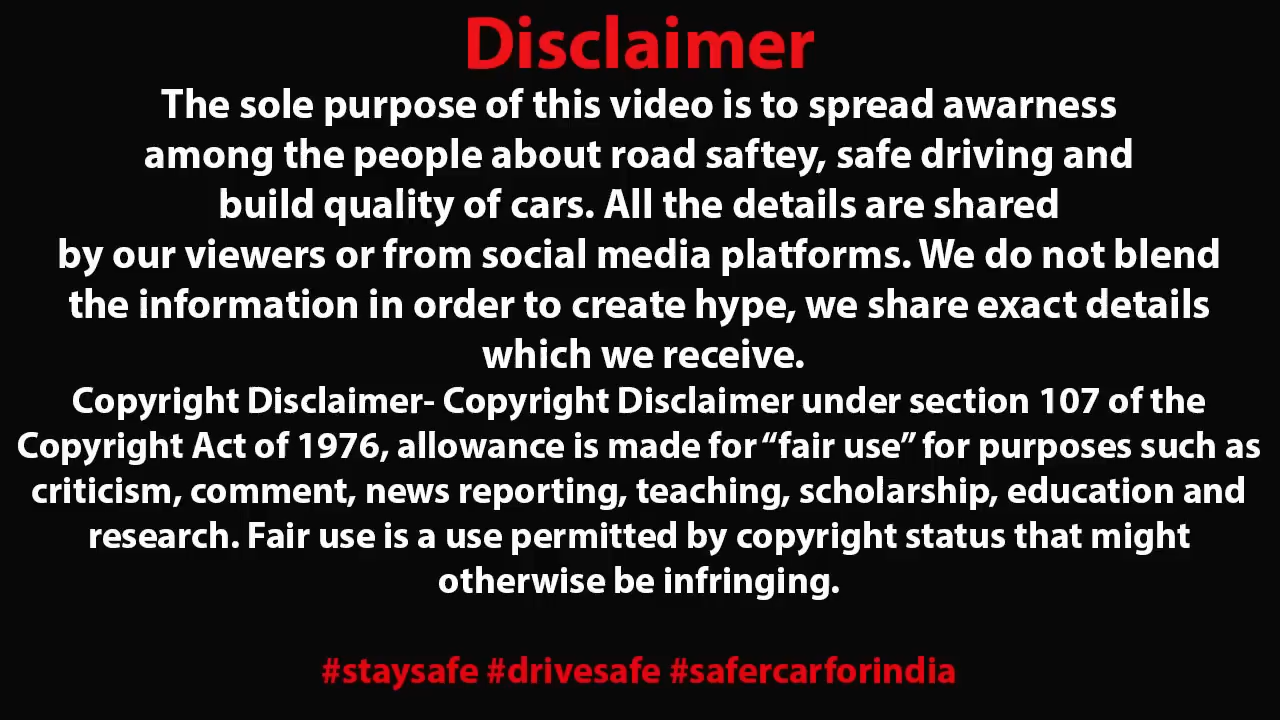 Disclaimer
The sole purpose of this video is to spread awarness
among the people about road saftey, safe driving and
build quality of cars. All the details are shared
by our viewers or from social media platforms. We do not blend
the information in order to create hype, we share exact details
which we receive.
Copyright Disclaimer- Copyright Disclaimer under section 107 of the
Copyright Act of 1976, allowance is made for “fair use” for purposes such as
criticism, comment, news reporting, teaching, scholarship, education and
research. Fair use is a use permitted by copyright status that might
otherwise be infringing.
#staysafe #drivesafe #safercarforindia